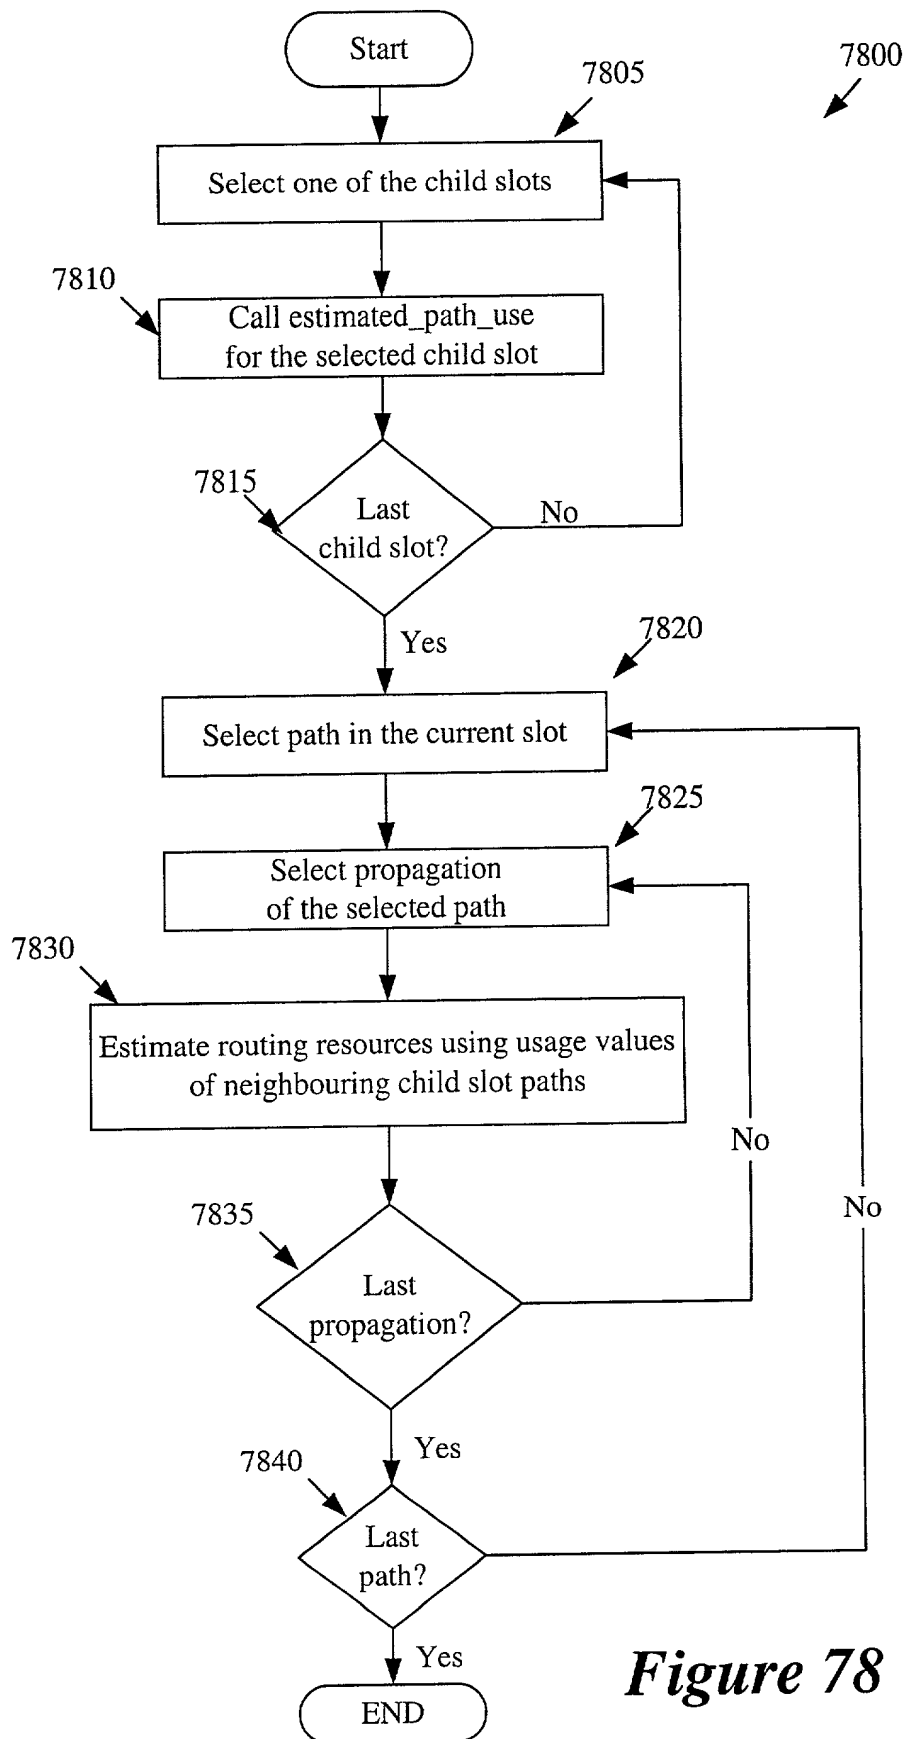 Start
7800
7805
Select one of the child slots
7810
Call estimated_path_use
for the selected child slot
7815
Last
child slot?
No
Yes
7820
Select path in the current slot
7825
Select propagation
of the selected path
7830
Estimate routing resources using usage values
of neighbouring child slot paths
No
No
7835
Last
propagation?
Yes
7840
Last
path?
Yes
END
Figure 78